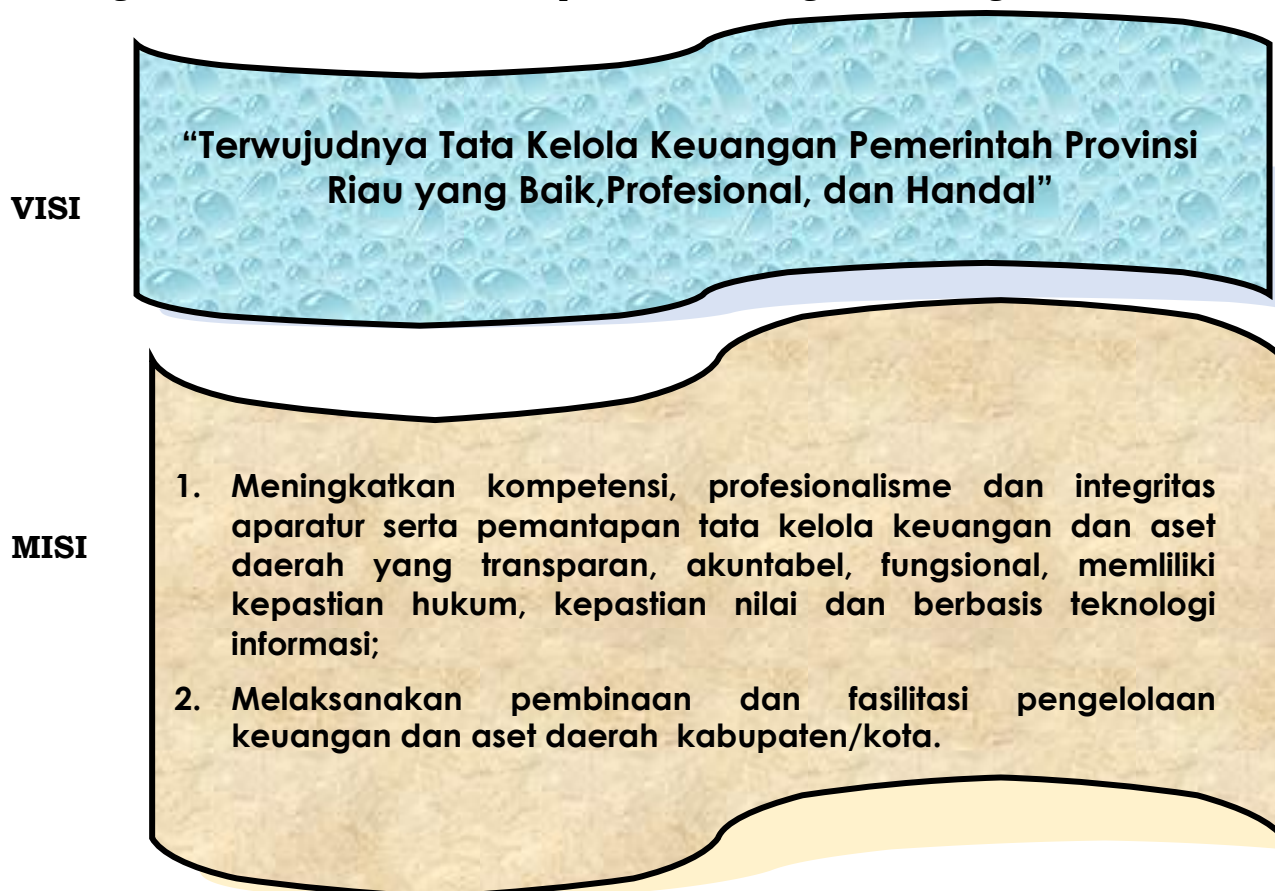 VISI
“Terwujudnya Tata Kelola Keuangan Pemerintah Provinsi
Riau yang Baik,Profesional, dan Handal”
MISI
1. Meningkatkan kompetensi, profesionalisme dan integritas
aparatur serta pemantapan tata kelola keuangan dan aset
daerah yang transparan, akuntabel, fungsional, memliliki
kepastian hukum, kepastian nilai dan berbasis teknologi
informasi;
2. Melaksanakan pembinaan dan fasilitasi pengelolaan
keuangan dan aset daerah kabupaten/kota.